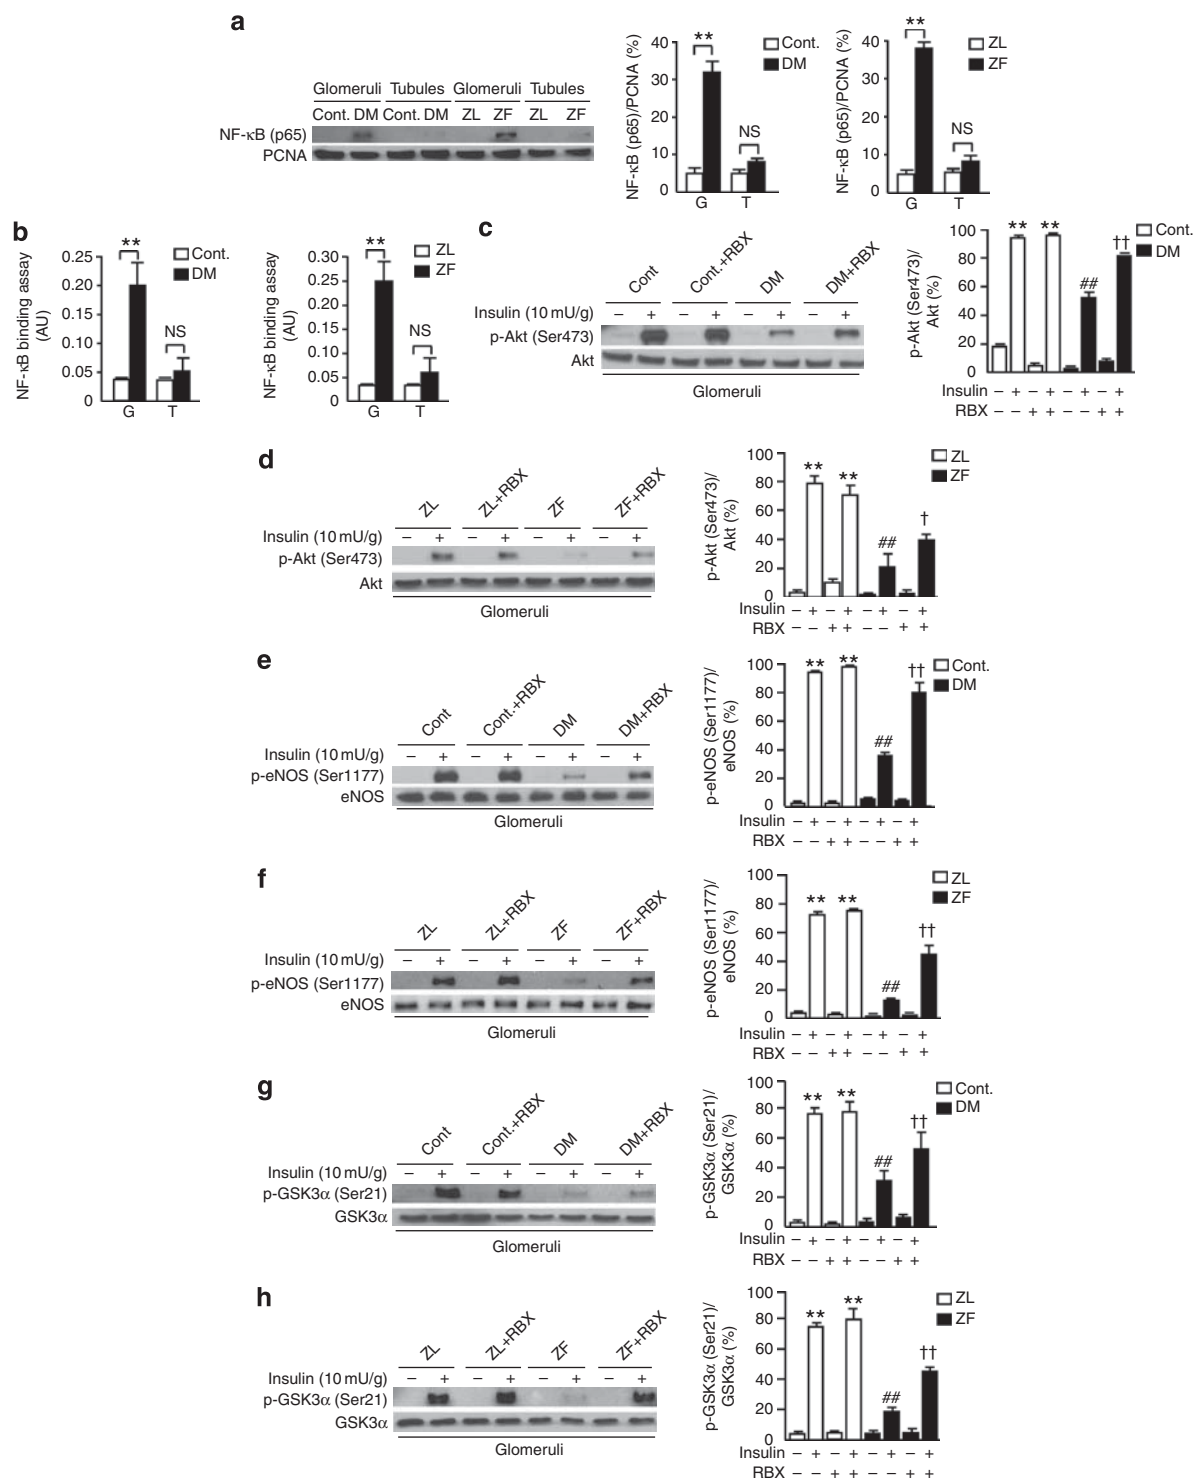 a
Glomeruli Tubules Glomeruli Tubules
Cont. DM Cont. DM ZL ZF ZL ZF
NF-κB (p65)
PCNA
NF-κB (p65)/PCNA (%)
40
30
20
10
0
**
NS
G T
Cont.
DM
NF-κB (p65)/PCNA (%)
40
30
20
10
0
**
NS
G T
ZL
ZF
b
NF-κB binding assay
(AU)
0.25
0.20
0.15
0.10
0.05
0
**
NS
G T
Cont.
DM
NF-κB binding assay
(AU)
0.30
0.25
0.20
0.15
0.10
0.05
0
**
NS
G T
ZL
ZF
c
Cont Cont.+RBX DM DM+RBX
Insulin (10 mU/g) – + – + – + – +
p-Akt (Ser473)
Akt
Glomeruli
p-Akt (Ser473)/
Akt (%)
100
80
60
40
20
0
** ** ## ††
Cont.
DM
Insulin – + – + – + – +
RBX – – + + – – + +
d
ZL ZL+RBX ZF ZF+RBX
Insulin (10 mU/g) – + – + – + – +
p-Akt (Ser473)
Akt
Glomeruli
p-Akt (Ser473)/
Akt (%)
100
80
60
40
20
0
** ** ## †
ZL
ZF
Insulin – + – + – + – +
RBX – – + + – – + +
e
Cont Cont.+RBX DM DM+RBX
Insulin (10 mU/g) – + – + – + – +
p-eNOS (Ser1177)
eNOS
Glomeruli
p-eNOS (Ser1177)/
eNOS (%)
100
80
60
40
20
0
** ** ## ††
Cont.
DM
Insulin – + – + – + – +
RBX – – + + – – + +
f
ZL ZL+RBX ZF ZF+RBX
Insulin (10 mU/g) – + – + – + – +
p-eNOS (Ser1177)
eNOS
Glomeruli
p-eNOS (Ser1177)/
eNOS (%)
100
80
60
40
20
0
** ** ## ††
ZL
ZF
Insulin – + – + – + – +
RBX – – + + – – + +
g
Cont Cont.+RBX DM DM+RBX
Insulin (10 mU/g) – + – + – + – +
p-GSK3α (Ser21)
GSK3α
Glomeruli
p-GSK3α (Ser21)/
GSK3α (%)
100
80
60
40
20
0
** ** ## ††
Cont.
DM
Insulin – + – + – + – +
RBX – – + + – – + +
h
ZL ZL+RBX ZF ZF+RBX
Insulin (10 mU/g) – + – + – + – +
p-GSK3α (Ser21)
GSK3α
Glomeruli
p-GSK3α (Ser21)/
GSK3α (%)
100
80
60
40
20
0
** ** ## ††
ZL
ZF
Insulin – + – + – + – +
RBX – – + + – – + +